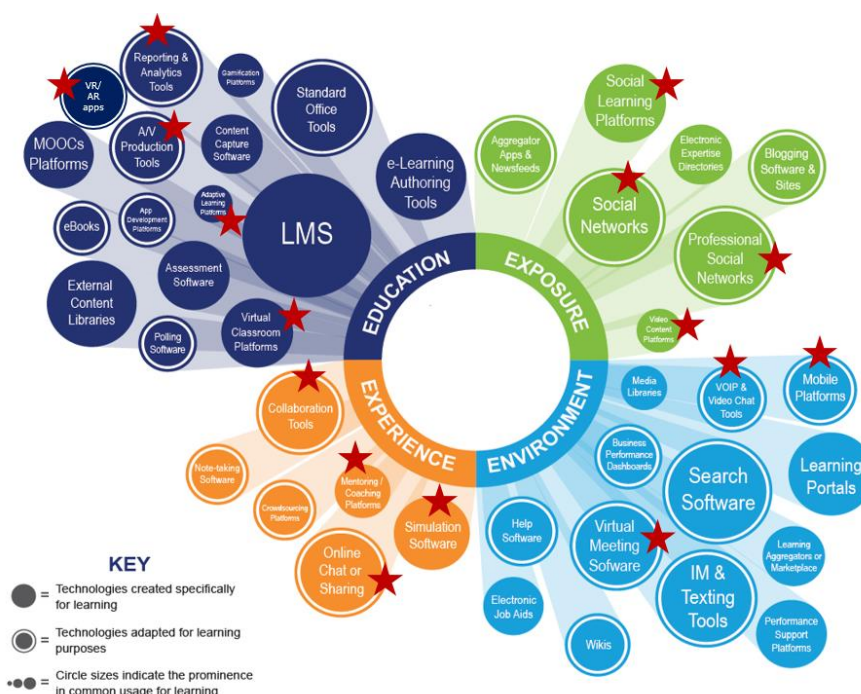 Reporting &
Analytics
Tools
Gamification
Platforms
VR/
AR
apps
Standard
Office
Tools
A/V
Production
Tools
Content
Capture
Software
MOOCs
Platforms
e-Learning
Authoring
Tools
Adaptive
Learning
Platforms
LMS
eBooks
App
Development
Platforms
Assessment
Software
External
Content
Libraries
Virtual
Classroom
Platforms
Polling
Software
EDUCATION
Social
Learning
Platforms
Aggregator
Apps &
Newsfeeds
Electronic
Expertise
Directories
Blogging
Software &
Sites
Social
Networks
Professional
Social
Networks
Video
Content
Platforms
EXPOSURE
EXPERIENCE
Collaboration
Tools
Note-taking
Software
Mentoring /
Coaching
Platforms
Crowdsourcing
Platforms
Simulation
Software
Online
Chat or
Sharing
ENVIRONMENT
Media
Libraries
VOIP &
Video Chat
Tools
Mobile
Platforms
Business
Performance
Dashboards
Search
Software
Learning
Portals
Help
Software
Virtual
Meeting
Sofware
Learning
Aggregators or
Marketplace
IM &
Texting
Tools
Electronic
Job Aids
Wikis
Performance
Support
Platforms
KEY
= Technologies created specifically
for learning
= Technologies adapted for learning
purposes
= Circle sizes indicate the prominence
in common usage for learning